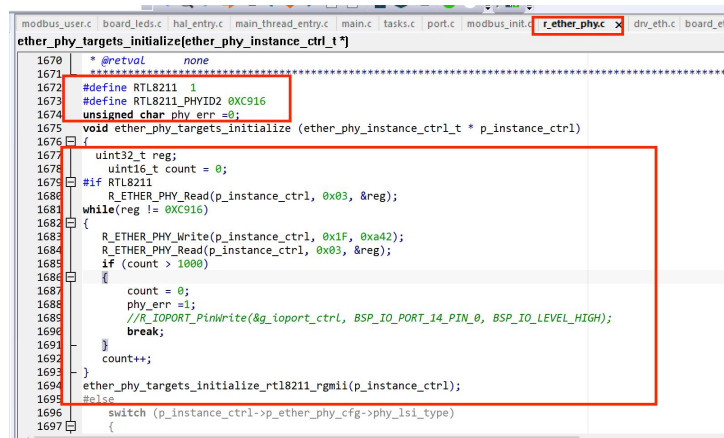 modbus_user.c board_leds.c hal_entry.c main_thread_entry.c main.c tasks.c port.c modbus_init.c r_ether_phy.c x drv_eth.c board_et
ether_phy_targets_initialize(ether_phy_instance_ctrl_t *)
1670 * @retval none
1671 ***********************************************************************************************
1672 #define RTL8211 1
1673 #define RTL8211_PHYID2 0XC916
1674 unsigned char phy_err =0;
1675 void ether_phy_targets_initialize (ether_phy_instance_ctrl_t * p_instance_ctrl)
1676 {
1677 uint32_t reg;
1678 uint16_t count = 0;
1679 #if RTL8211
1680 R_ETHER_PHY_Read(p_instance_ctrl, 0x03, &reg);
1681 while(reg != 0XC916)
1682 {
1683 R_ETHER_PHY_Write(p_instance_ctrl, 0x1F, 0xa42);
1684 R_ETHER_PHY_Read(p_instance_ctrl, 0x03, &reg);
1685 if (count > 1000)
1686 {
1687 count = 0;
1688 phy_err =1;
1689 //R_IOPORT_PinWrite(&g_ioport_ctrl, BSP_IO_PORT_14_PIN_0, BSP_IO_LEVEL_HIGH);
1690 break;
1691 }
1692 count++;
1693 }
1694 ether_phy_targets_initialize_rtl8211_rgmii(p_instance_ctrl);
1695 #else
1696 switch (p_instance_ctrl->p_ether_phy_cfg->phy_lsi_type)
1697 {